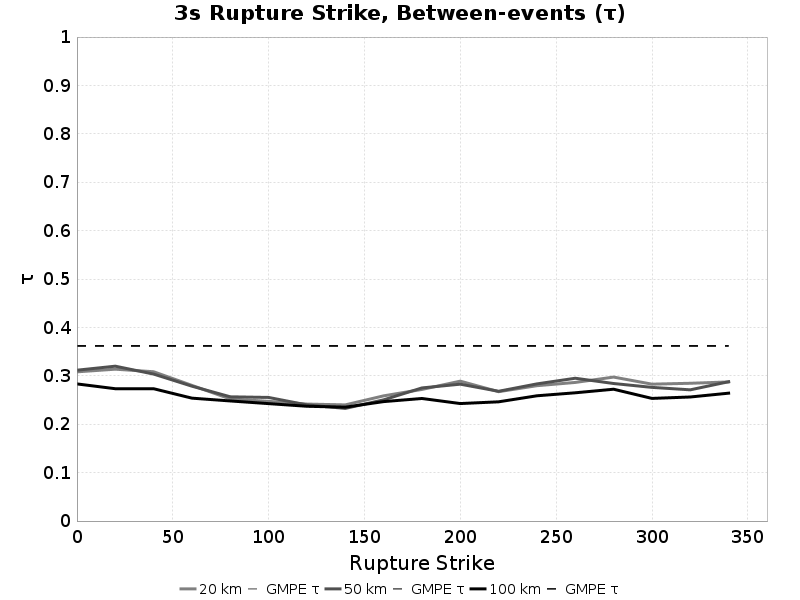 3s Rupture Strike, Between-events (τ)
1
0.9
0.8
0.7
0.6
0.5
0.4
0.3
0.2
0.1
0
τ
0 50 100 150 200 250 300 350
Rupture Strike
20 km GMPE τ 50 km GMPE τ 100 km GMPE τ